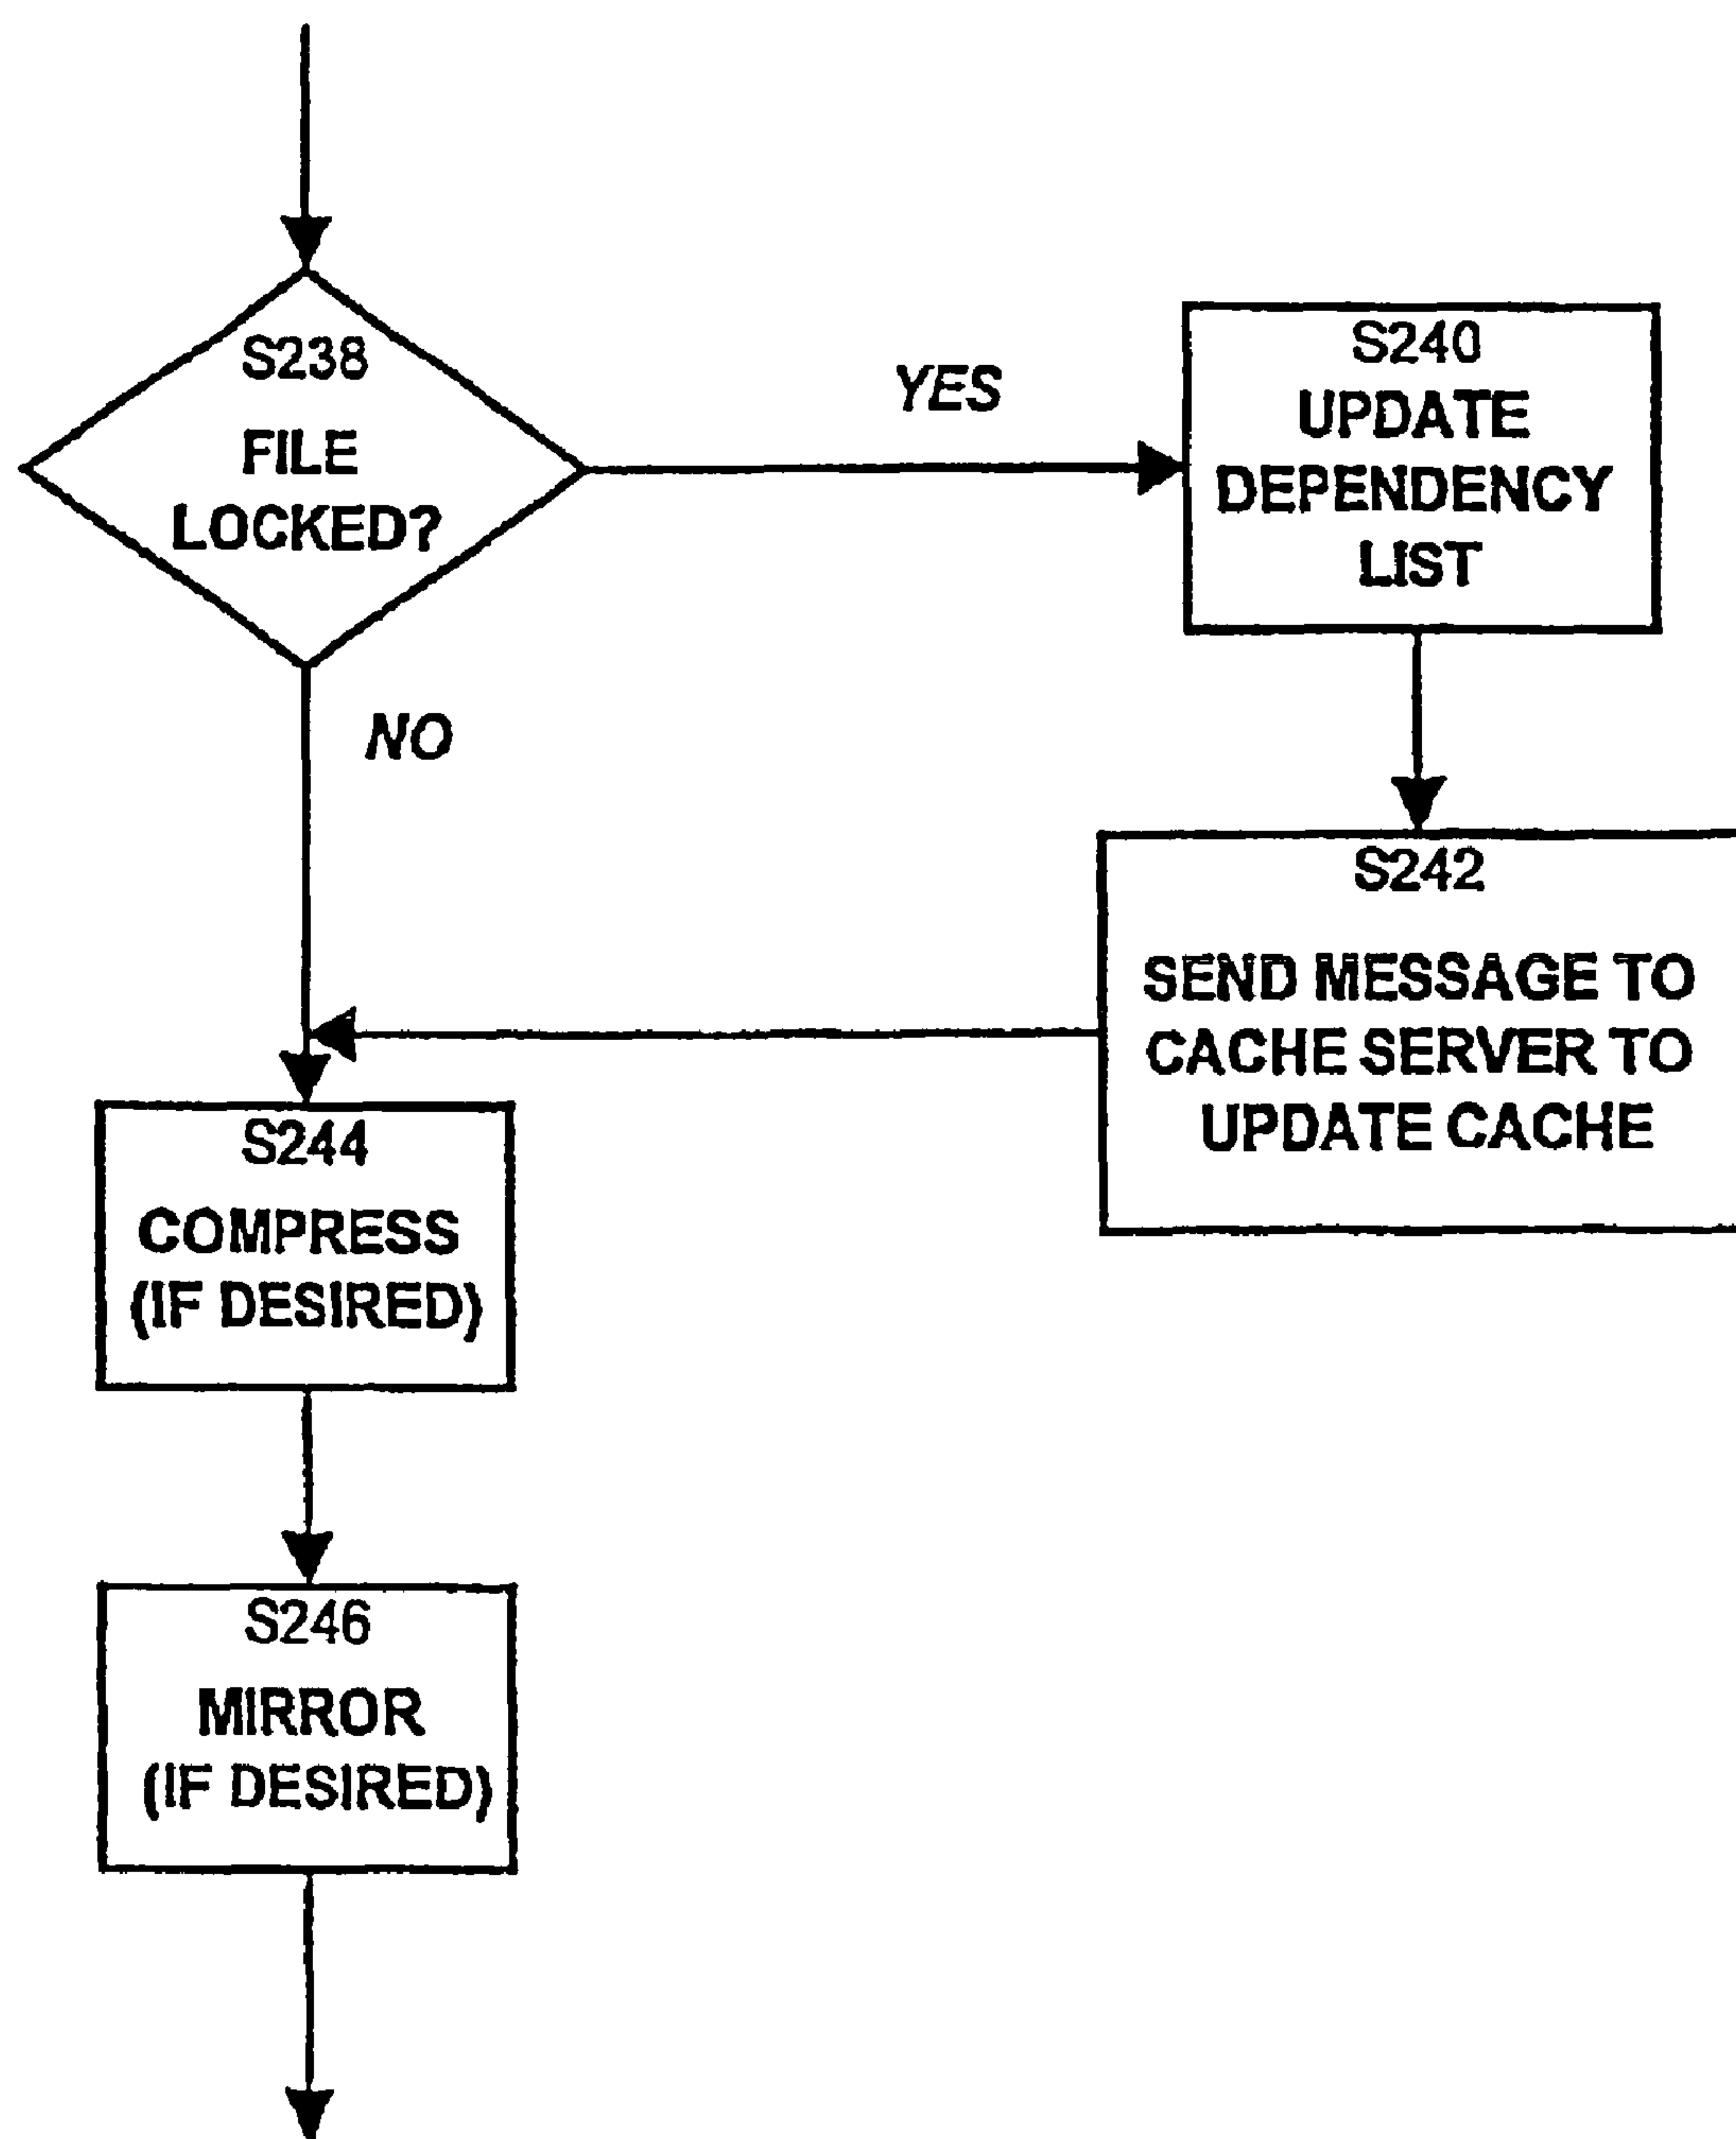 S238
FILE
LOCKED?
YES
S240
UPDATE
DEPENDENCY
LIST
NO
S242
SEND MESSAGE TO
CACHE SERVER TO
UPDATE CACHE
S244
COMPRESS
(IF DESIRED)
S246
MIRROR
(IF DESIRED)